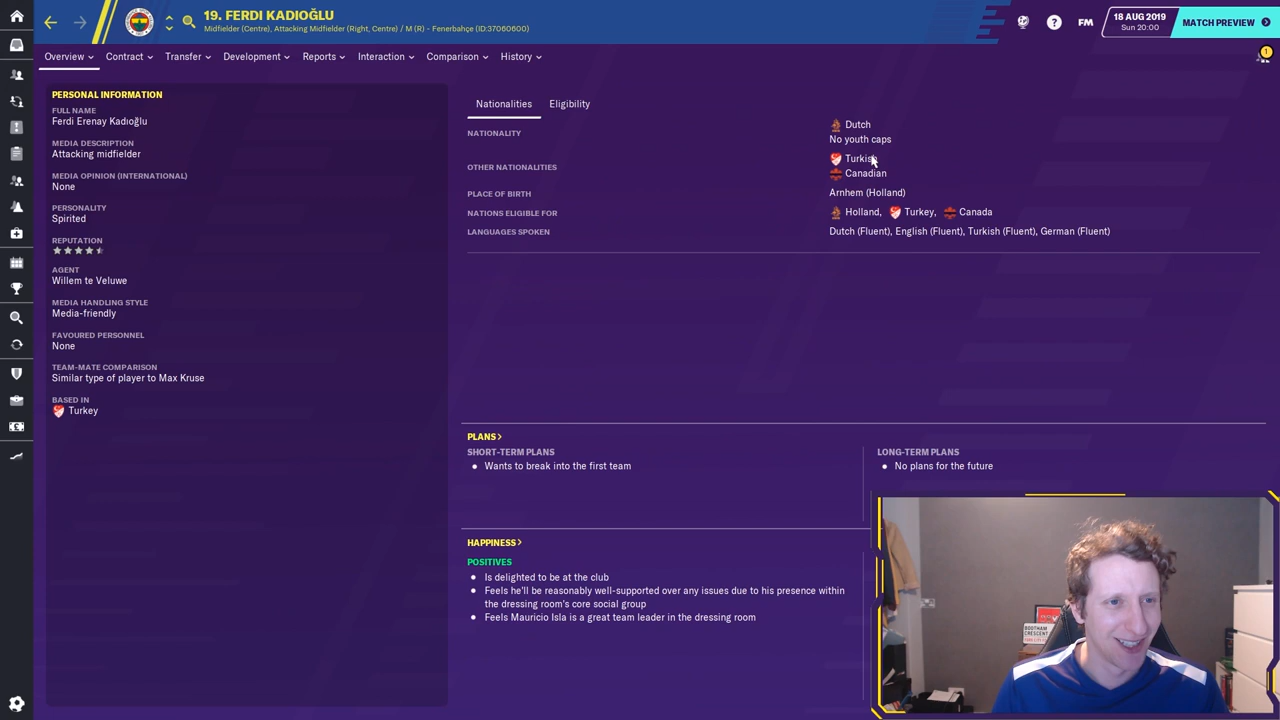 19. FERDI KADIOĞLU
Midfielder (Centre), Attacking Midfielder (Right, Centre) / M (R) - Fenerbahçe (ID:37060600)
FM
18 AUG 2019
Sun 20:00
MATCH PREVIEW
Overview
Contract
Transfer
Development
Reports
Interaction
Comparison
History
1
PERSONAL INFORMATION
FULL NAME
Ferdi Erenay Kadıoğlu
MEDIA DESCRIPTION
Attacking midfielder
MEDIA OPINION (INTERNATIONAL)
None
PERSONALITY
Spirited
REPUTATION
AGENT
Willem te Veluwe
MEDIA HANDLING STYLE
Media-friendly
FAVOURED PERSONNEL
None
TEAM-MATE COMPARISON
Similar type of player to Max Kruse
BASED IN
Turkey
Nationalities
Eligibility
NATIONALITY
Dutch
No youth caps
OTHER NATIONALITIES
Turkish
Canadian
PLACE OF BIRTH
Arnhem (Holland)
NATIONS ELIGIBLE FOR
Holland, Turkey, Canada
LANGUAGES SPOKEN
Dutch (Fluent), English (Fluent), Turkish (Fluent), German (Fluent)
PLANS >
SHORT-TERM PLANS
• Wants to break into the first team
LONG-TERM PLANS
• No plans for the future
HAPPINESS >
POSITIVES
• Is delighted to be at the club
• Feels he'll be reasonably well-supported over any issues due to his presence within
the dressing room's core social group
• Feels Mauricio Isla is a great team leader in the dressing room
BOOTHAM
CRESCENT